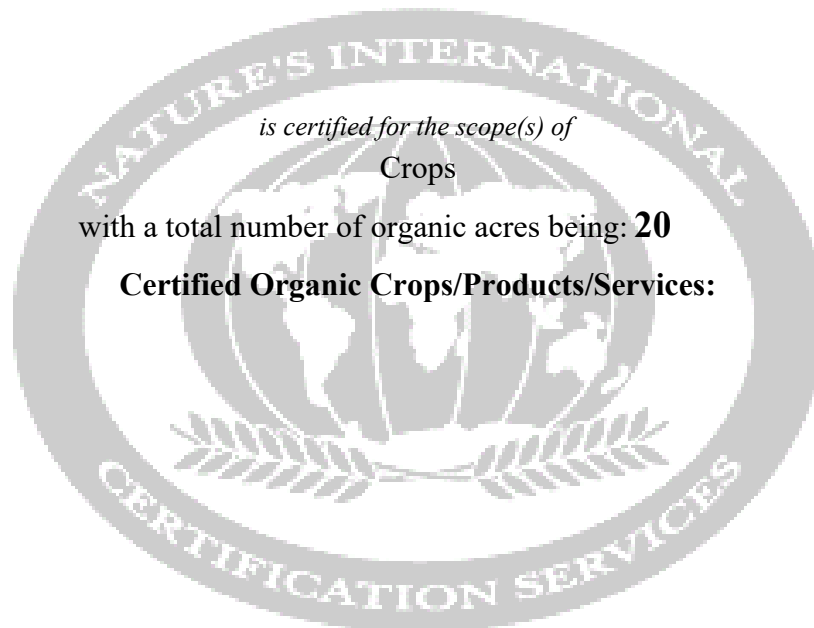 NATURE'S INTERNATIONAL
is certified for the scope(s) of
Crops
with a total number of organic acres being: 20
Certified Organic Crops/Products/Services:
CERTIFICATION SERVICES